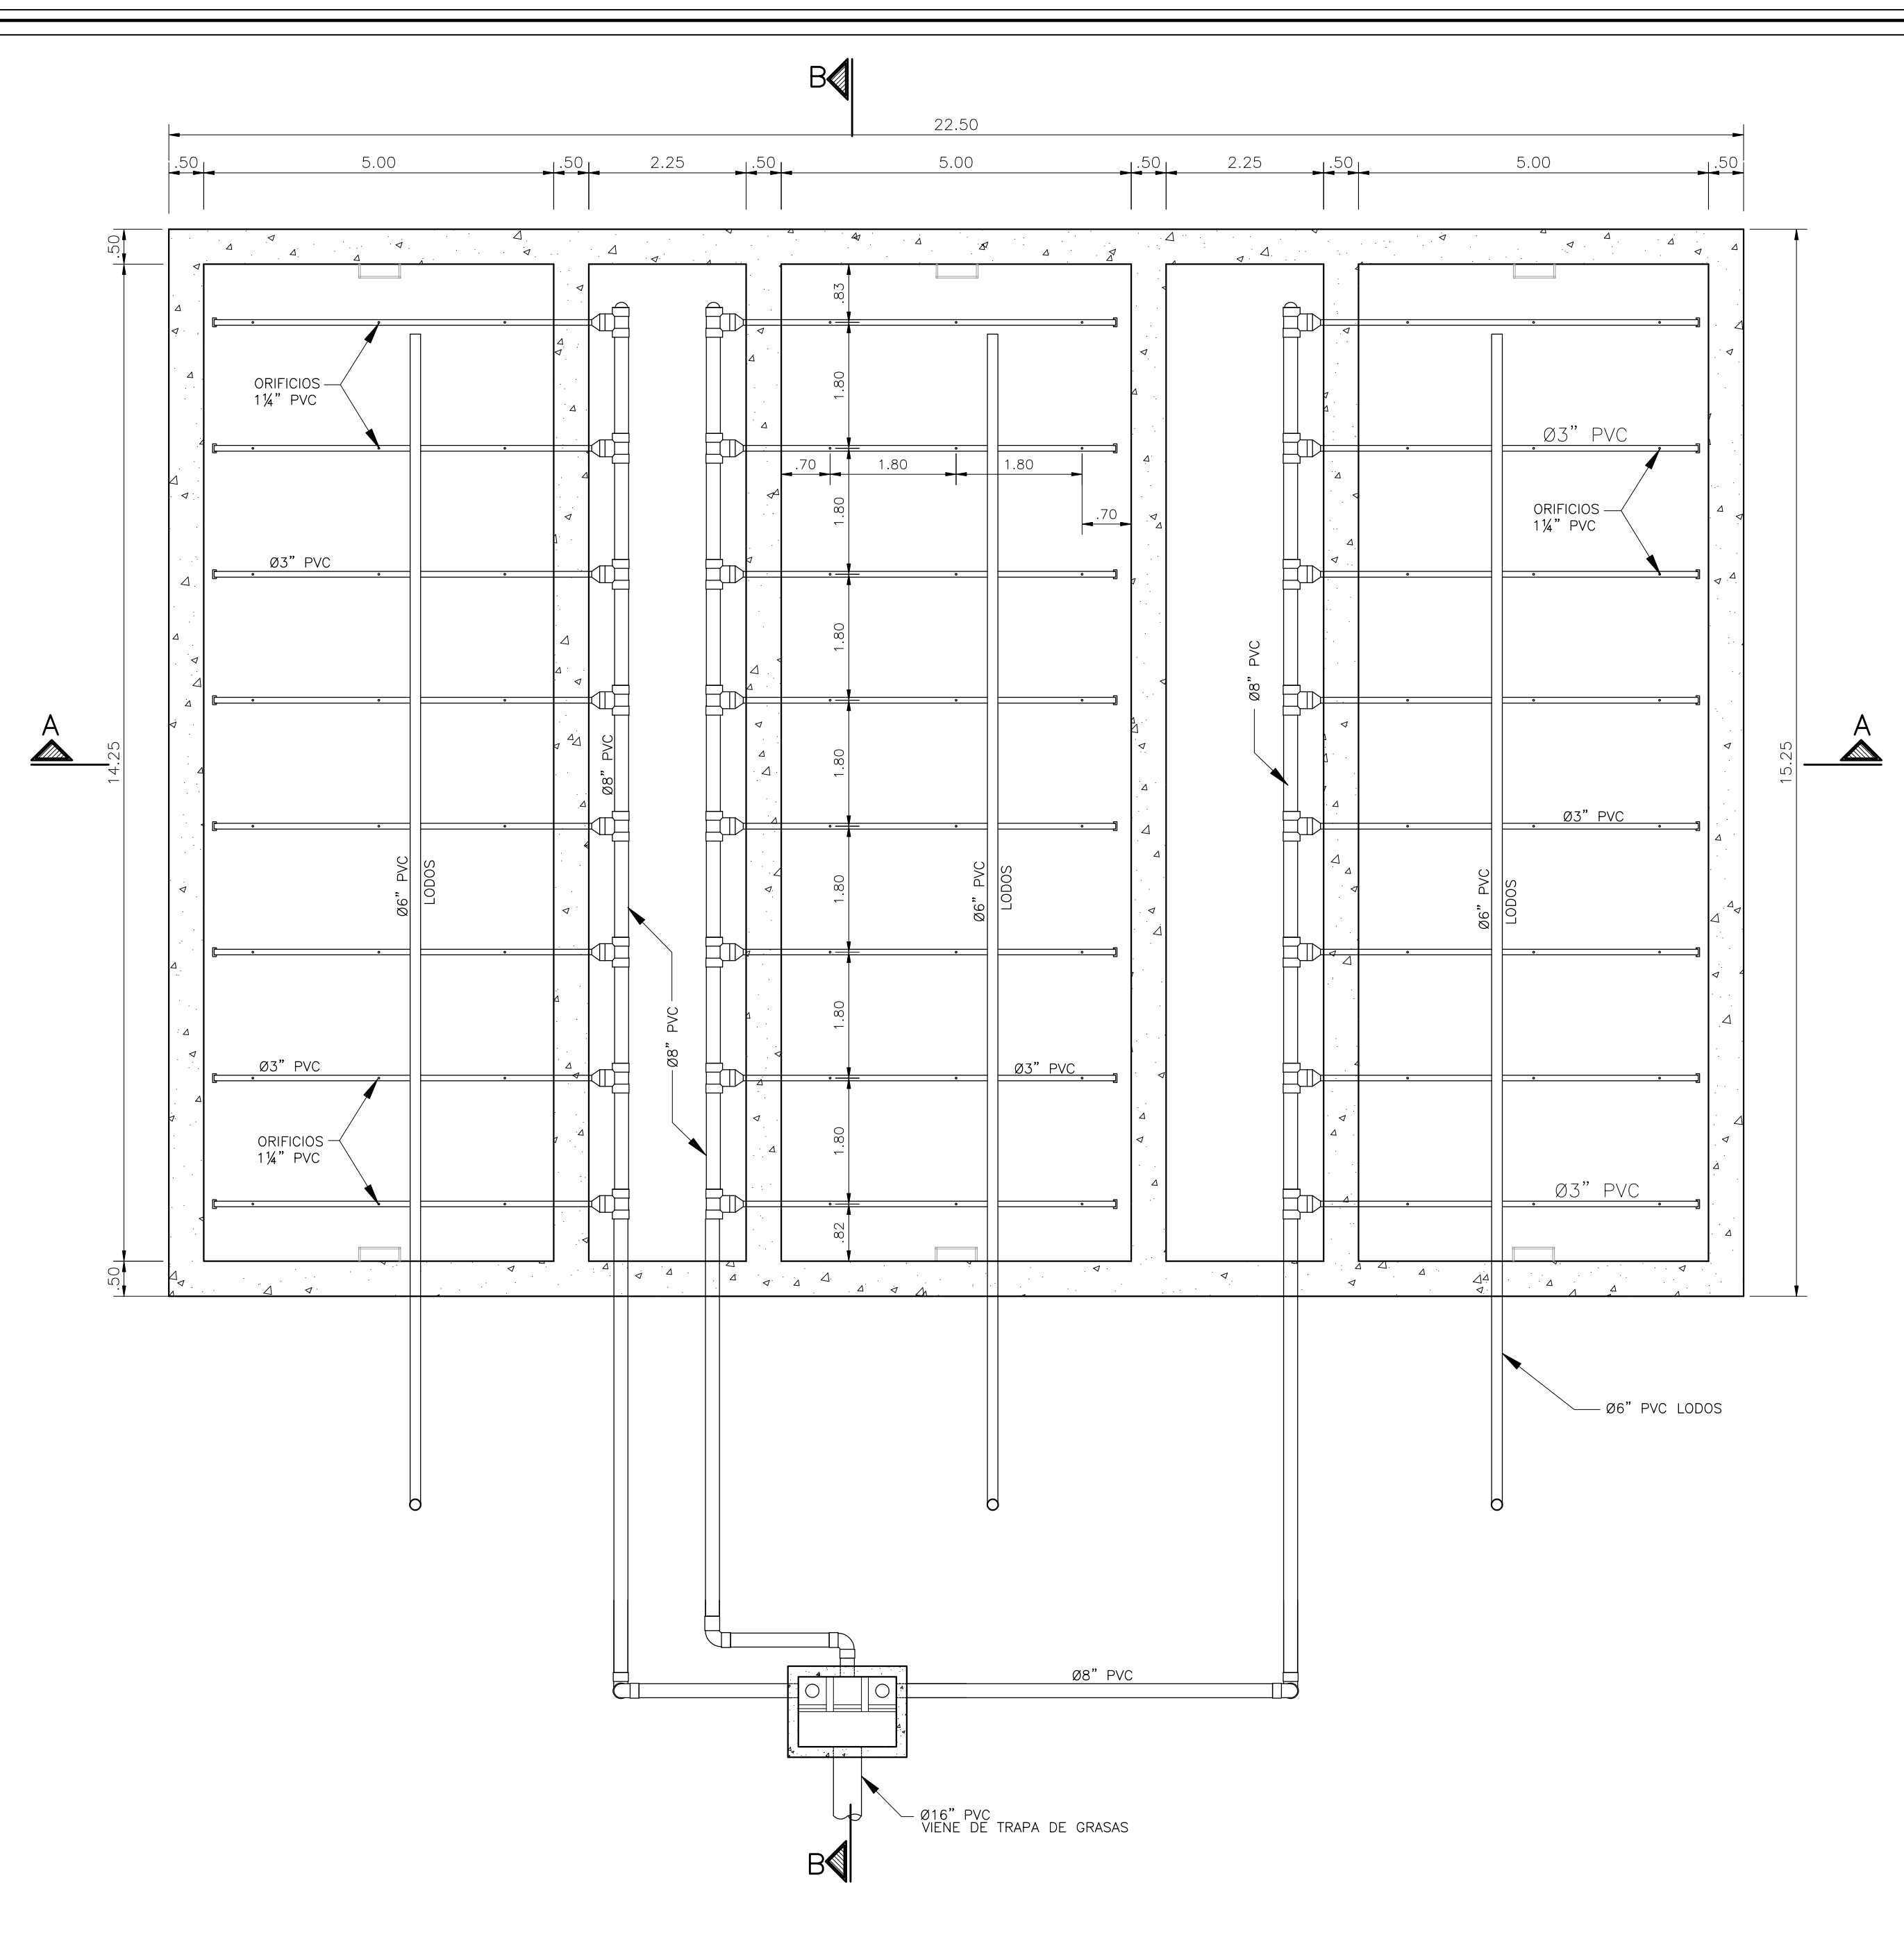 B
22.50
.50
5.00
.50
2.25
.50
5.00
.50
2.25
.50
5.00
.50
.50
14.25
.50
15.25
A
A
.83
1.80
1.80
1.80
1.80
1.80
1.80
1.80
.82
.70
1.80
1.80
.70
ORIFICIOS
1¼” PVC
Ø3” PVC
Ø3” PVC
ORIFICIOS
1¼” PVC
Ø6” PVC
LODOS
Ø8” PVC
Ø8” PVC
Ø6” PVC
LODOS
Ø3” PVC
Ø8” PVC
Ø3” PVC
ORIFICIOS
1¼” PVC
Ø3” PVC
Ø6” PVC
LODOS
Ø3” PVC
Ø6” PVC LODOS
Ø8” PVC
Ø16” PVC
VIENE DE TRAPA DE GRASAS
B